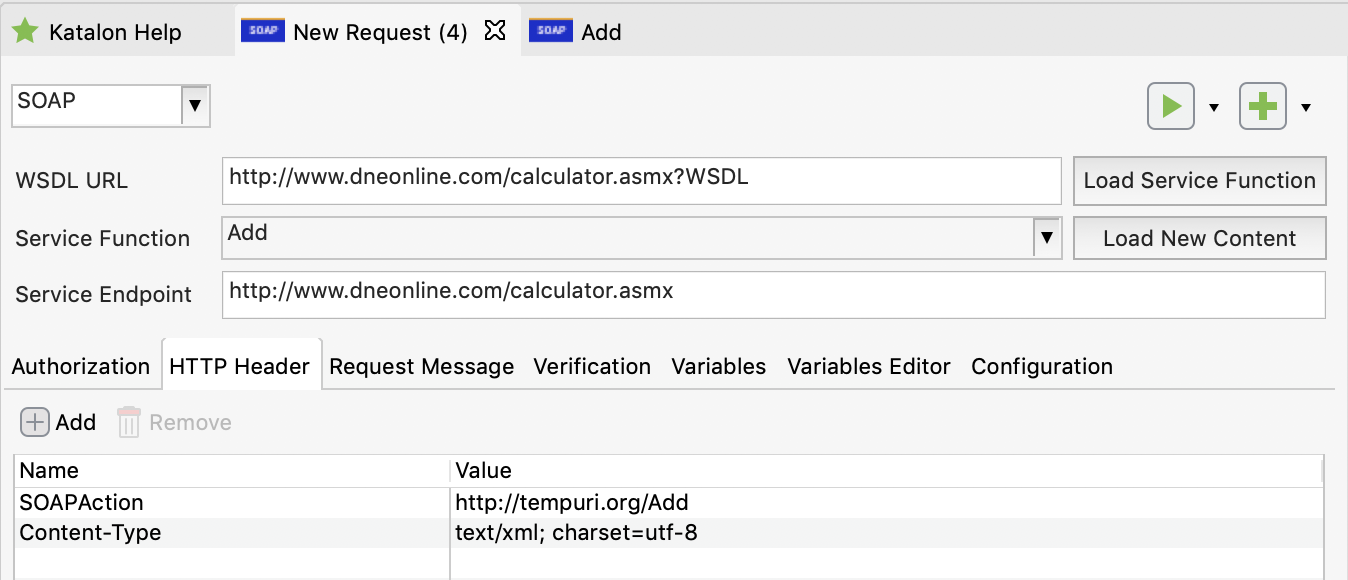 Katalon Help SOAP New Request (4) SOAP Add
SOAP
WSDL URL http://www.dneonline.com/calculator.asmx?WSDL Load Service Function
Service Function Add Load New Content
Service Endpoint http://www.dneonline.com/calculator.asmx
Authorization HTTP Header Request Message Verification Variables Variables Editor Configuration
Add Remove
Name Value
SOAPAction http://tempuri.org/Add
Content-Type text/xml; charset=utf-8